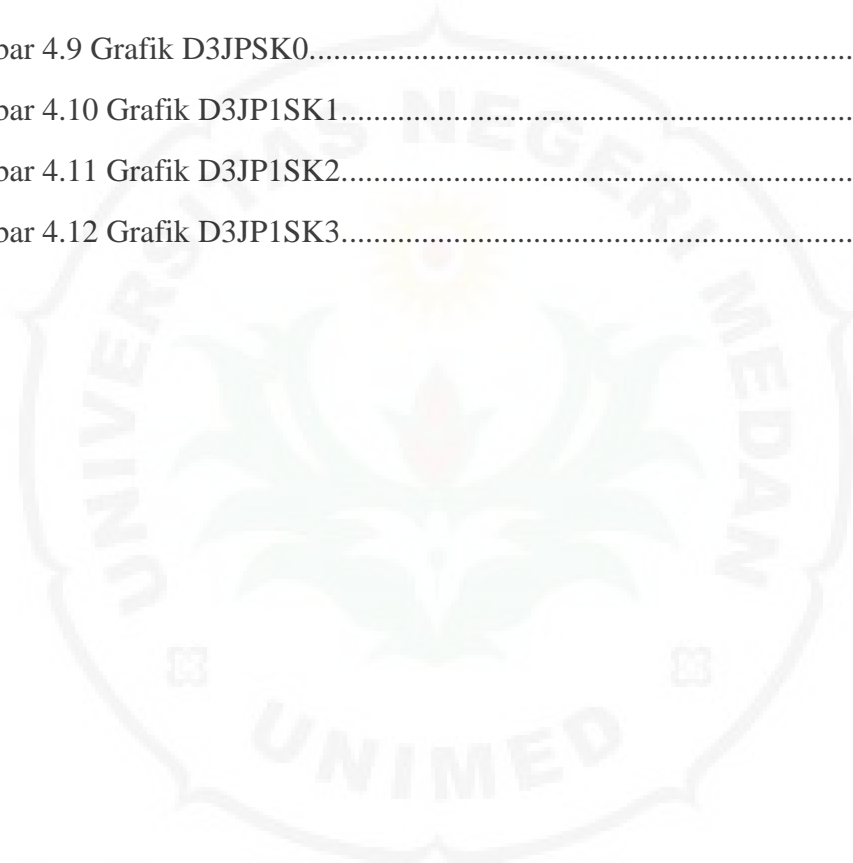 bar 4.9 Grafik D3JPSK0....................................................................
bar 4.10 Grafik D3JP1SK1................................................................
bar 4.11 Grafik D3JP1SK2................................................................
bar 4.12 Grafik D3JP1SK3................................................................
UNIVERSITAS NEGERI MEDAN
UNIMED